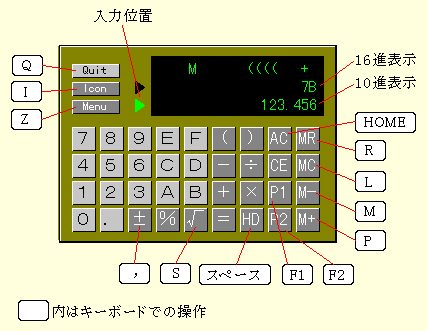 入力位置
M ((((  +
16進表示
Q Quit
I Icon
7B
10進表示
Z Menu
123.456
HOME
7 8 9 E F ( ) AC MR
R
4 5 6 C D − ÷ CE MC
L
1 2 3 A B + × P1 M−
M
0 . ± % √ = HD P2 M+
P
, S スペース F1 F2
内はキーボードでの操作